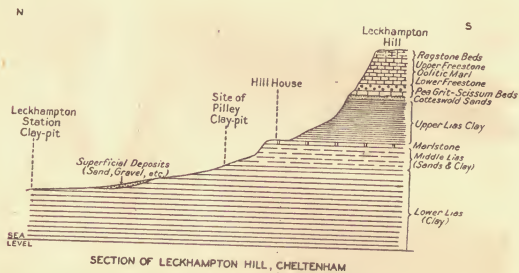 N
S
Leckhampton
Hill
Ragstone Beds
Upper Freestone
Oolitic Marl
Lower Freestone
Pea Grit-Scissum Beds
Cotteswold Sands
Upper Lias Clay
Marlstone
Middle Lias
(Sands & Clay)
Lower Lias
(Clay)
Hill House
Site of
Pilley
Clay-pit
Leckhampton
Station
Clay-pit
Superficial Deposits
(Sand, Gravel, etc.)
SEA
LEVEL
SECTION OF LECKHAMPTON HILL, CHELTENHAM